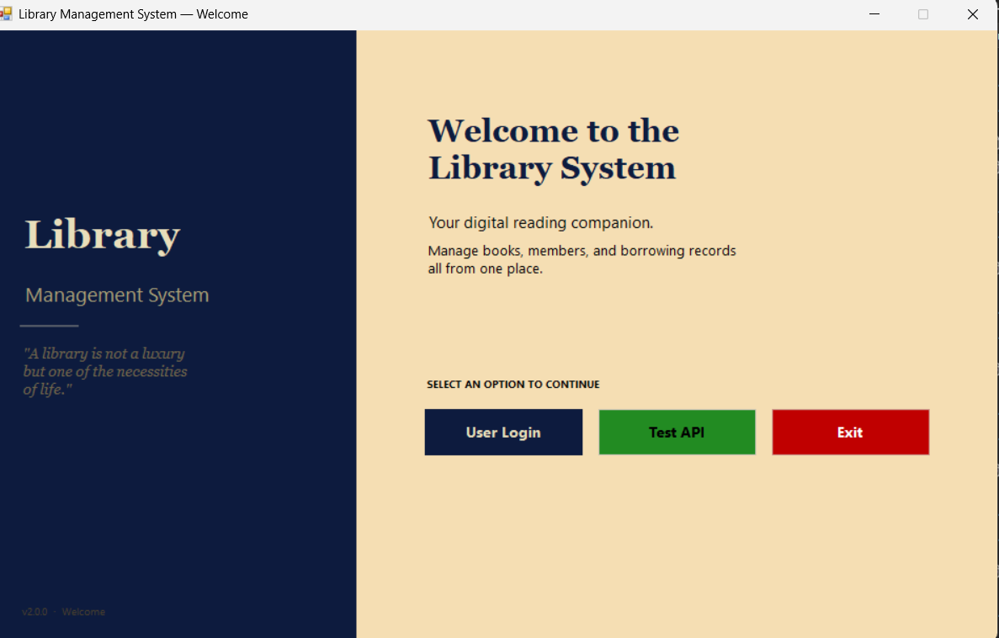 Library Management System — Welcome
Library
Management System
"A library is not a luxury
but one of the necessities
of life."
v2.0.0 · Welcome
Welcome to the
Library System
Your digital reading companion.
Manage books, members, and borrowing records
all from one place.
SELECT AN OPTION TO CONTINUE
User Login
Test API
Exit